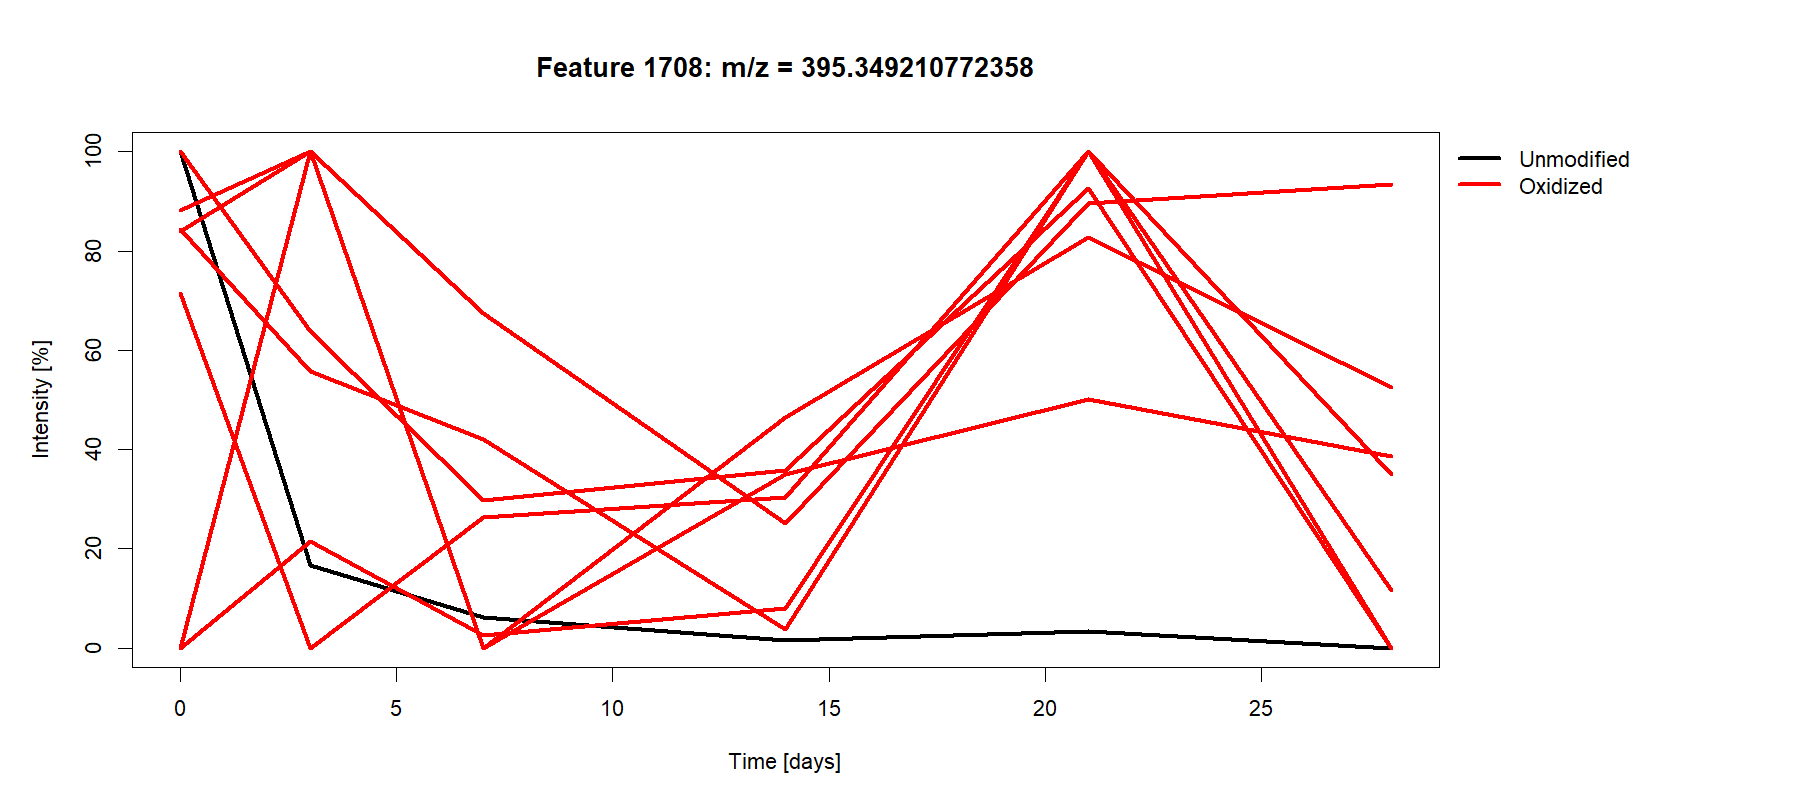 Feature 1708: m/z = 395.349210772358
Unmodified
Oxidized
Intensity [%]
100
80
60
40
20
0
0 5 10 15 20 25
Time [days]